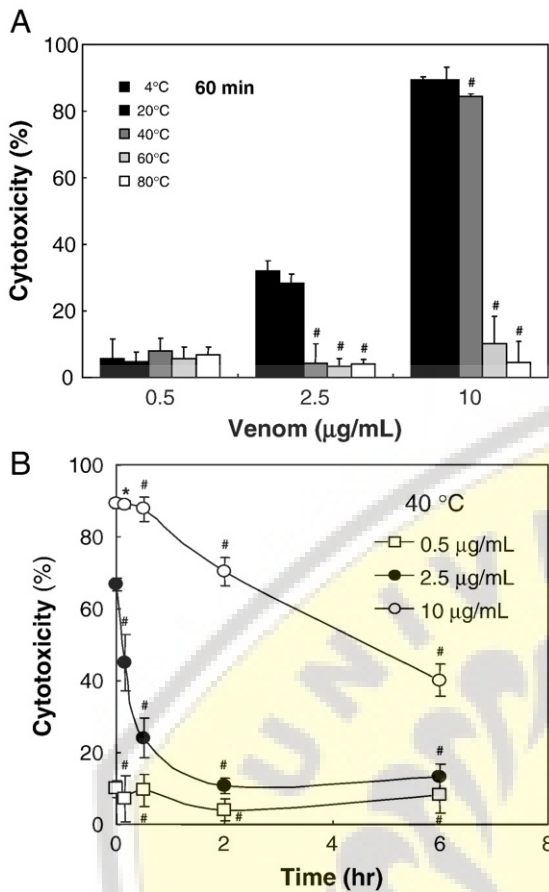 A
100
80
60
40
20
0
Cytotoxicity (%)
4°C 60 min
20°C
40°C
60°C
80°C
#
# # #
# #
0.5 2.5 10
Venom (μg/mL)
B
100
80
60
40
20
0
Cytotoxicity (%)
40 °C
0.5 μg/mL
2.5 μg/mL
10 μg/mL
* #
#
#
# #
#
#
# #
# #
#
0 2 4 6 8
Time (hr)
UNIV